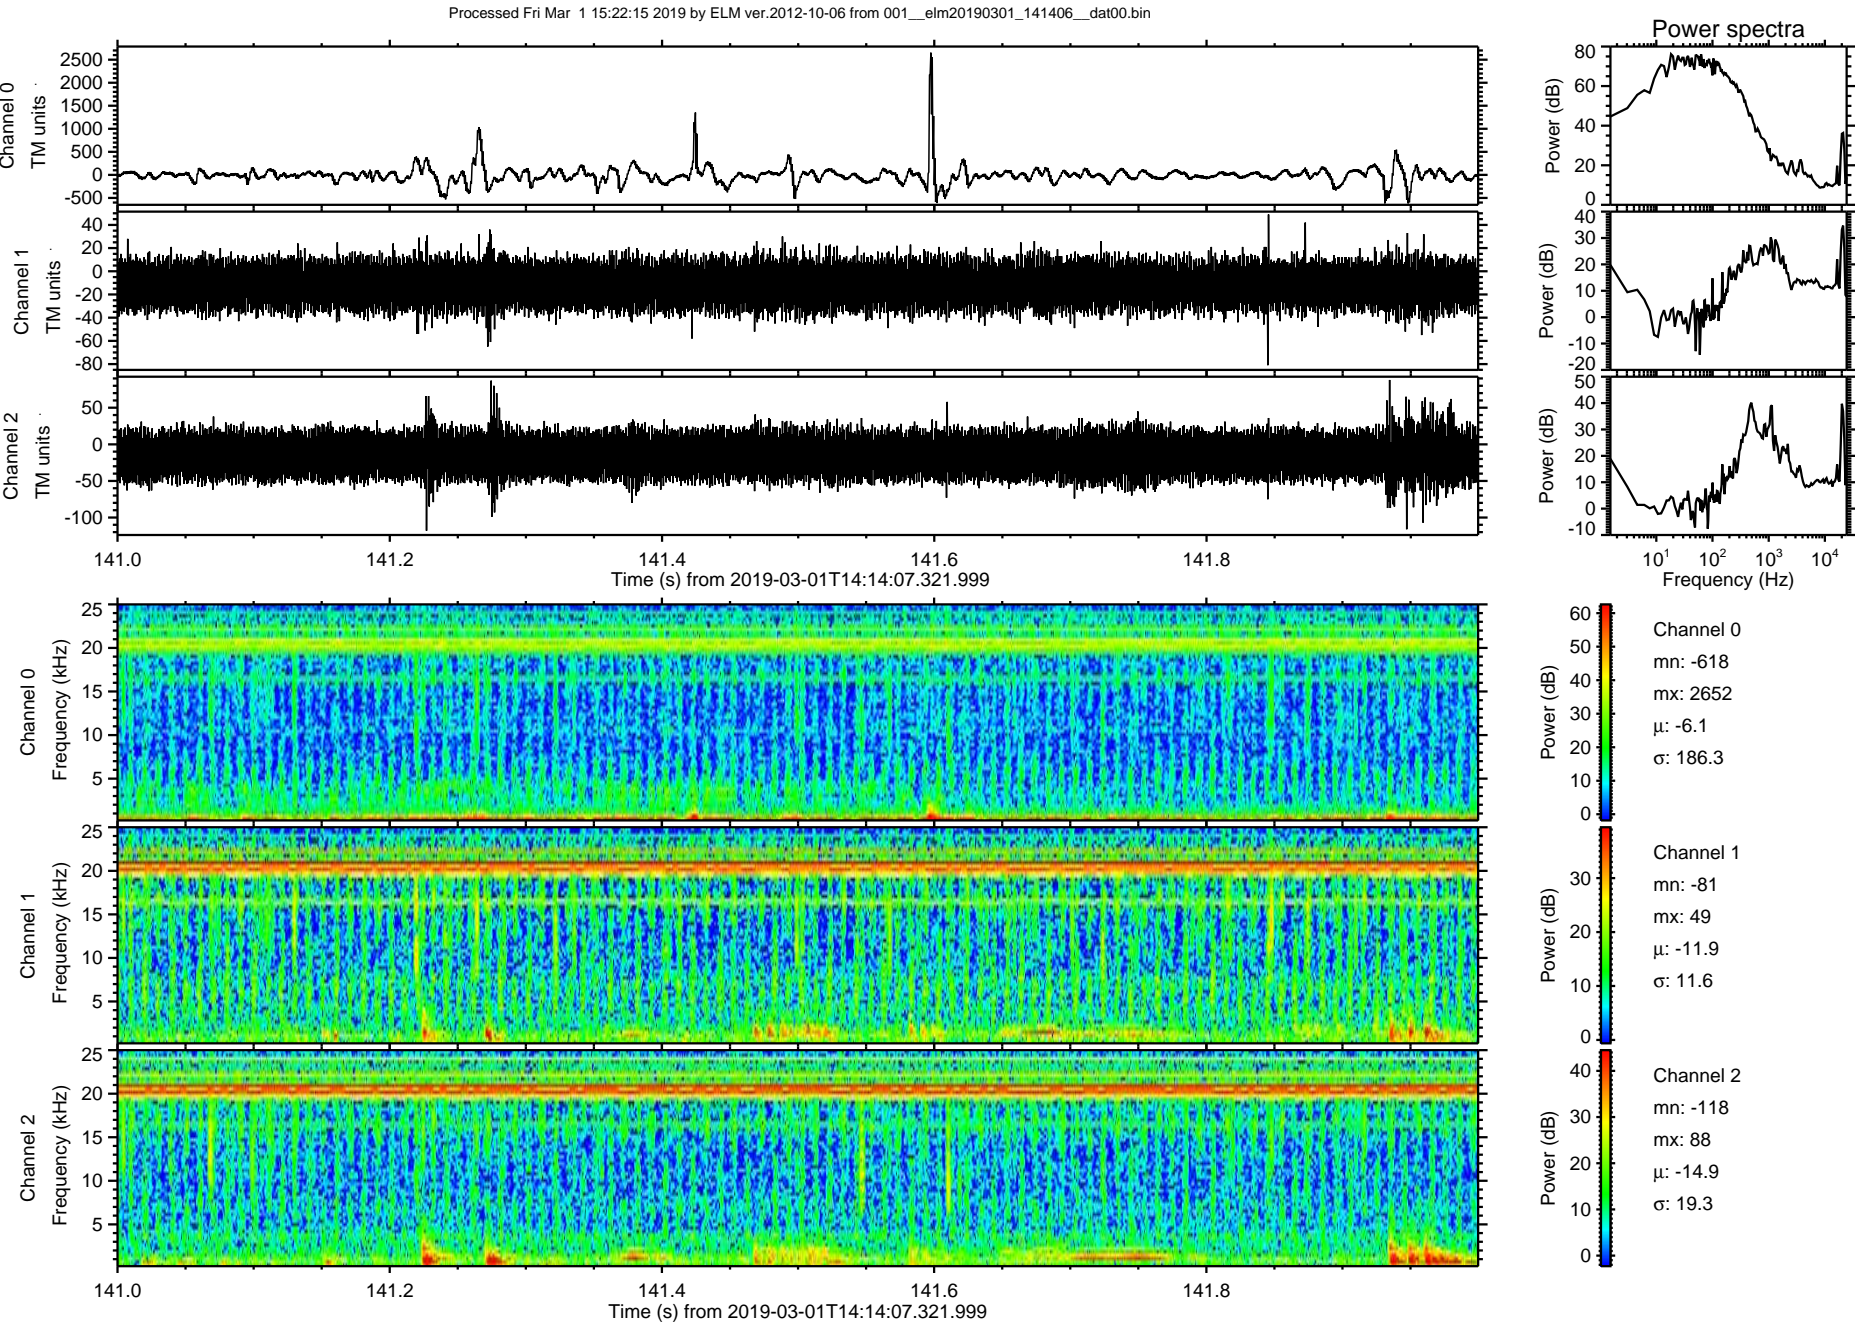 Processed Fri Mar  1 15:22:15 2019 by ELM ver.2012-10-06 from 001__elm20190301_141406__dat00.bin
Power spectra
Channel 0
TM units
2500
2000
1500
1000
500
0
-500
Power (dB)
80
60
40
20
0
Channel 1
TM units
40
20
0
-20
-40
-60
-80
Power (dB)
40
30
20
10
0
-10
-20
Channel 2
TM units
50
0
-50
-100
Power (dB)
50
40
30
20
10
0
-10
141.0 141.2 141.4 141.6 141.8
Time (s) from 2019-03-01T14:14:07.321.999
10¹ 10² 10³ 10⁴
Frequency (Hz)
Channel 0
Frequency (kHz)
25
20
15
10
5
Power (dB)
60
50
40
30
20
10
0
Channel 0
mn: -618
mx: 2652
μ: -6.1
σ: 186.3
Channel 1
Frequency (kHz)
25
20
15
10
5
Power (dB)
30
20
10
0
Channel 1
mn: -81
mx: 49
μ: -11.9
σ: 11.6
Channel 2
Frequency (kHz)
25
20
15
10
5
Power (dB)
40
30
20
10
0
Channel 2
mn: -118
mx: 88
μ: -14.9
σ: 19.3
141.0 141.2 141.4 141.6 141.8
Time (s) from 2019-03-01T14:14:07.321.999